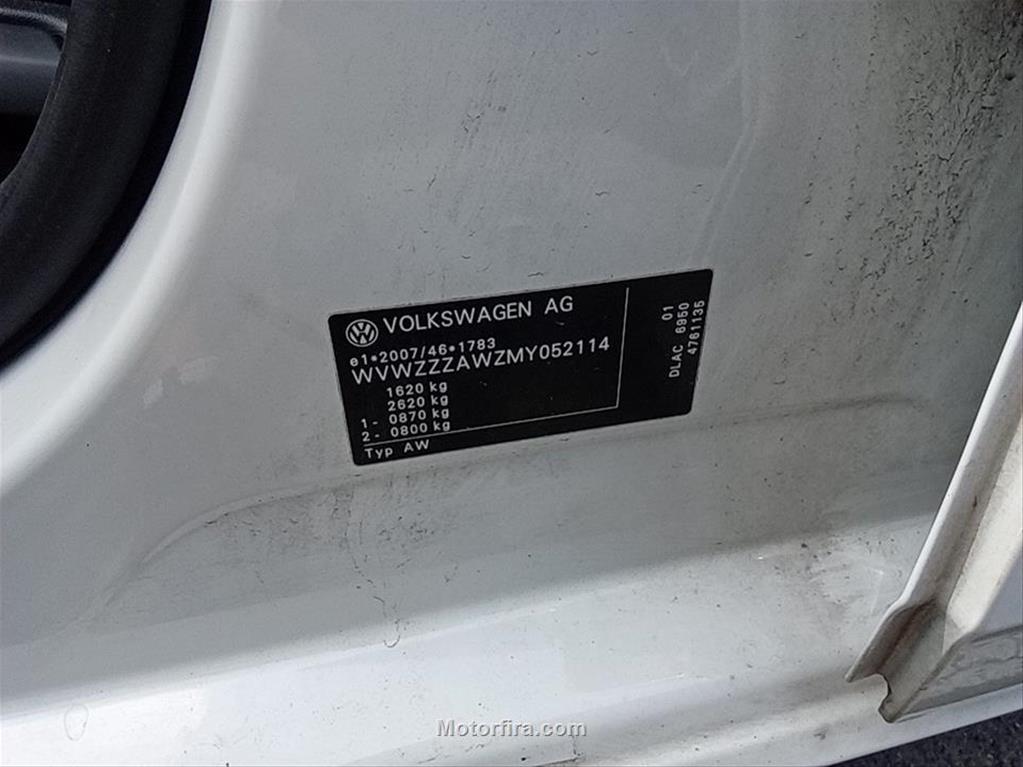 VOLKSWAGEN AG
e1*2007/46*1783
WVWZZZAWZMY052114
1620 kg
2620 kg
1- 0870 kg
2- 0800 kg
Typ AW
01
DLAC 6950
4761135
Motorfira.com